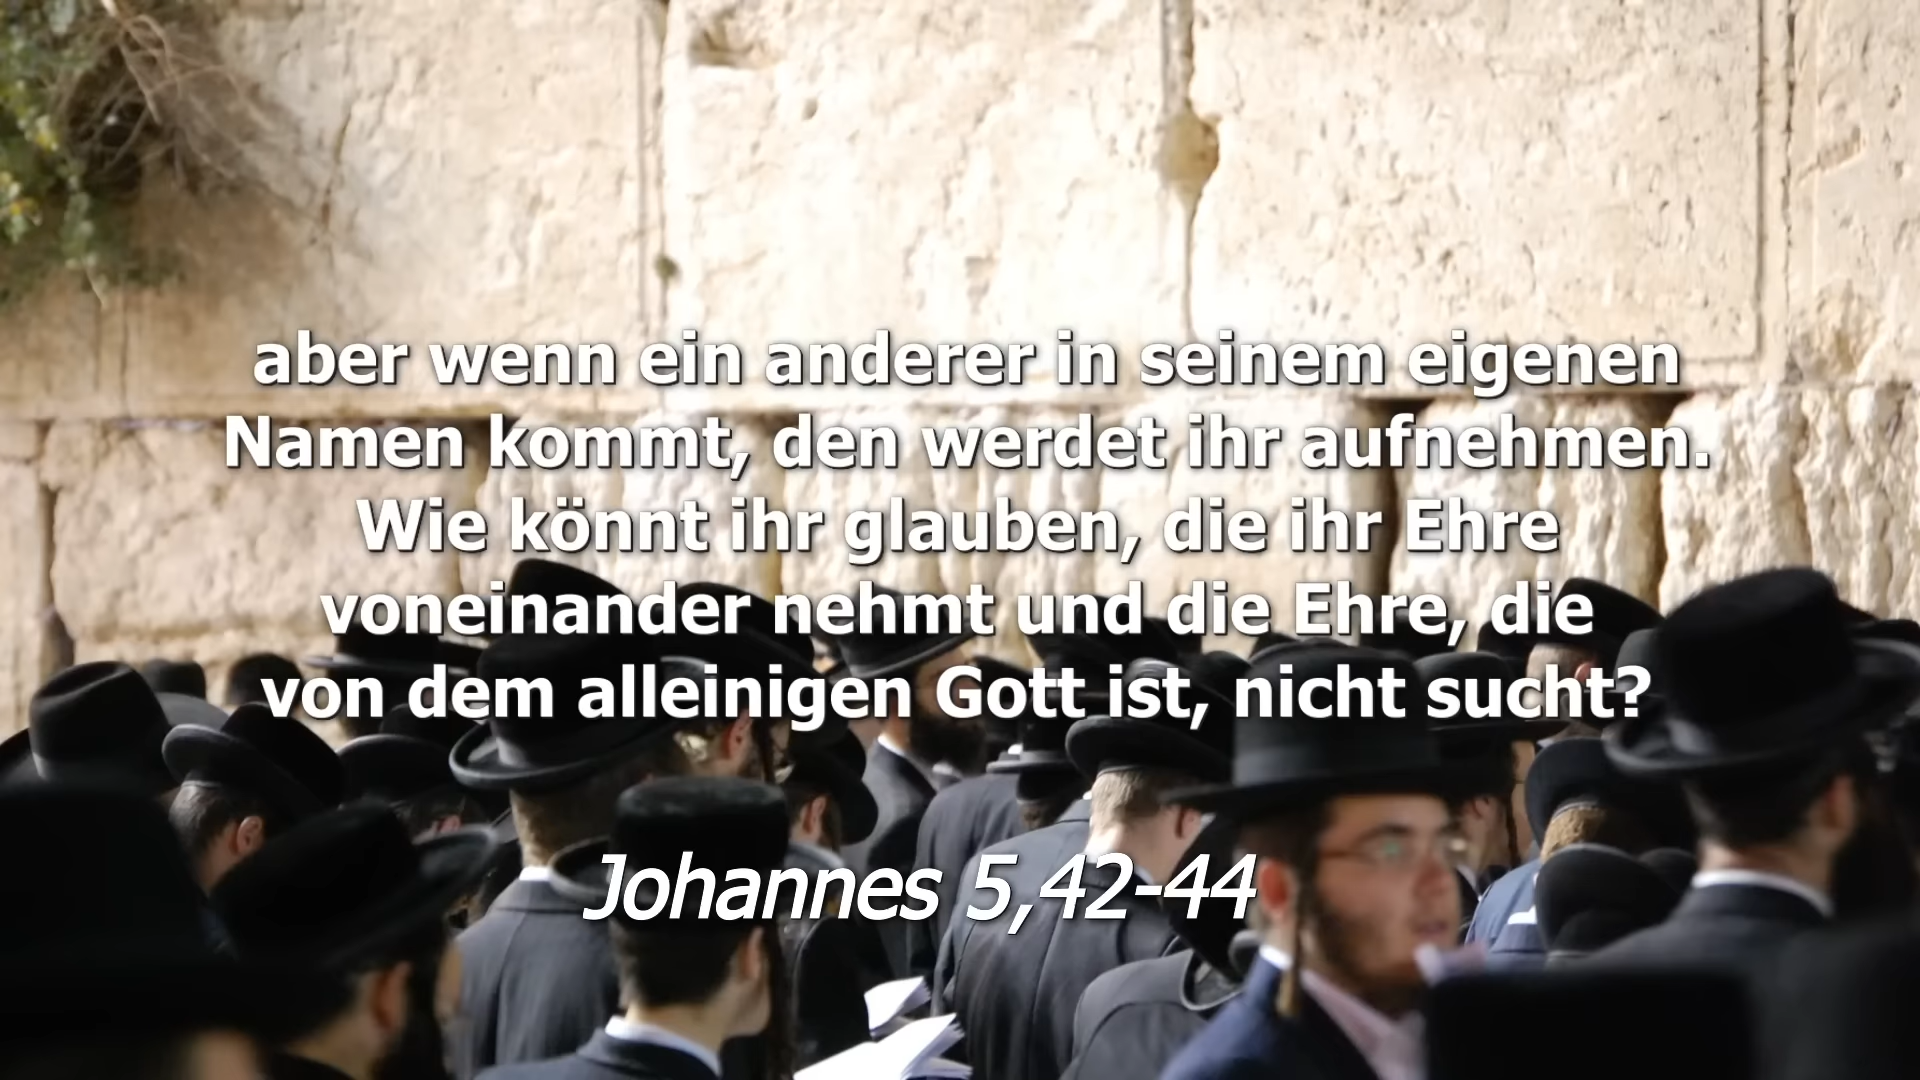 aber wenn ein anderer in seinem eigenen
Namen kommt, den werdet ihr aufnehmen.
Wie könnt ihr glauben, die ihr Ehre
voneinander nehmt und die Ehre, die
von dem alleinigen Gott ist, nicht sucht?
Johannes 5,42-44